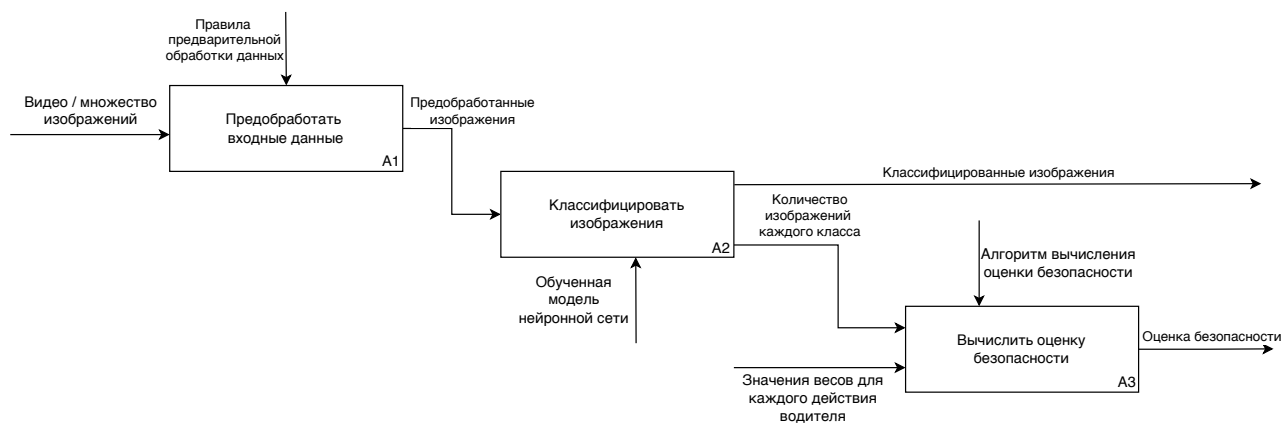 Правила
предварительной
обработки данных
Видео / множество
изображений
Предобработать
входные данные
A1
Предобработанные
изображения
Классифицировать
изображения
A2
Классифицированные изображения
Количество
изображений
каждого класса
Обученная
модель
нейронной сети
Алгоритм вычисления
оценки безопасности
Вычислить оценку
безопасности
A3
Оценка безопасности
Значения весов для
каждого действия
водителя